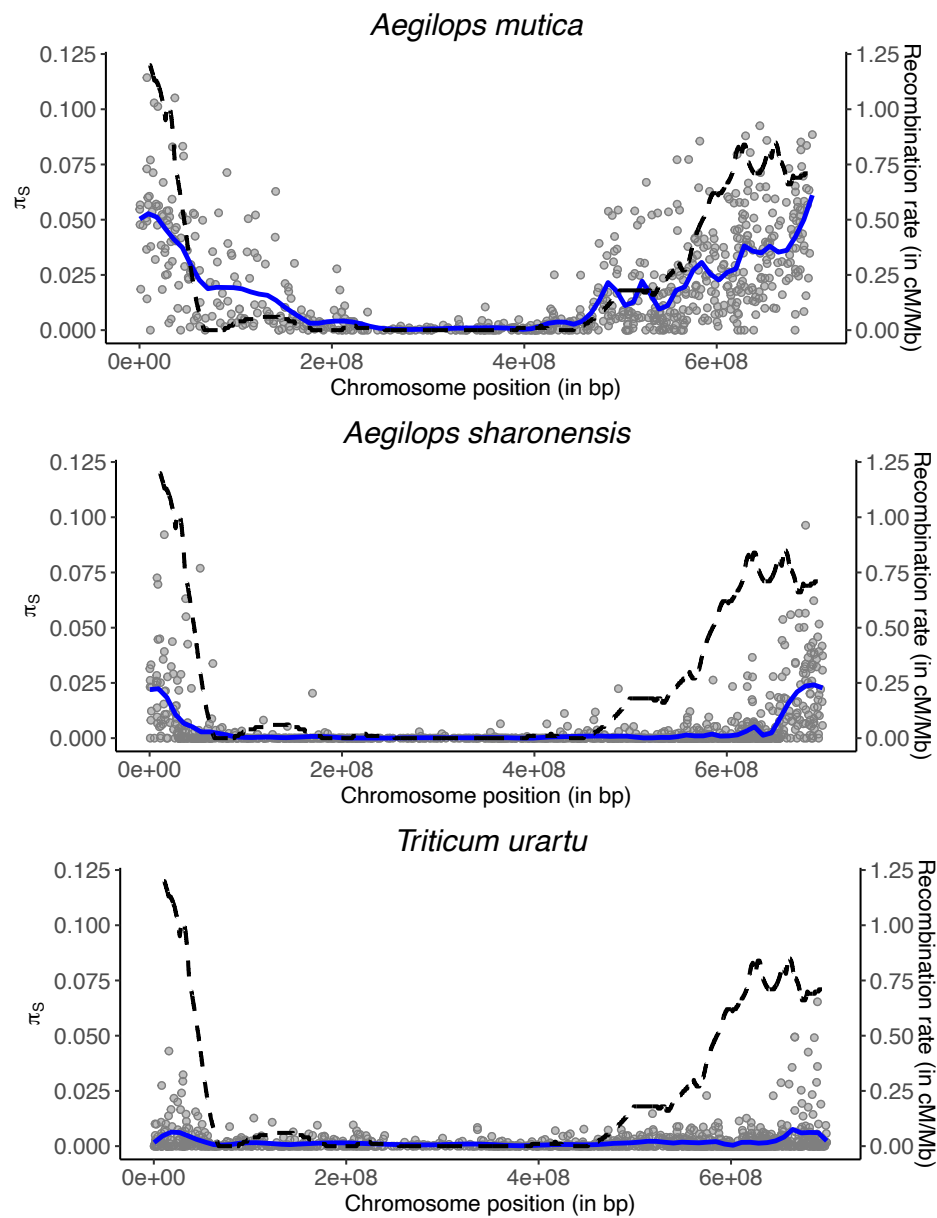 Aegilops mutica
0.125
0.100
0.075
0.050
0.025
0.000
πS
1.25
1.00
0.75
0.50
0.25
0.00
Recombination rate (in cM/Mb)
0e+00 2e+08 4e+08 6e+08
Chromosome position (in bp)
Aegilops sharonensis
0.125
0.100
0.075
0.050
0.025
0.000
πS
1.25
1.00
0.75
0.50
0.25
0.00
Recombination rate (in cM/Mb)
0e+00 2e+08 4e+08 6e+08
Chromosome position (in bp)
Triticum urartu
0.125
0.100
0.075
0.050
0.025
0.000
πS
1.25
1.00
0.75
0.50
0.25
0.00
Recombination rate (in cM/Mb)
0e+00 2e+08 4e+08 6e+08
Chromosome position (in bp)